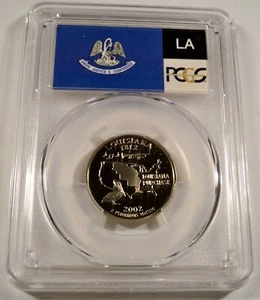 LA
PCGS
LOUISIANA
1812
LOUISIANA
PURCHASE
2002
E PLURIBUS UNUM